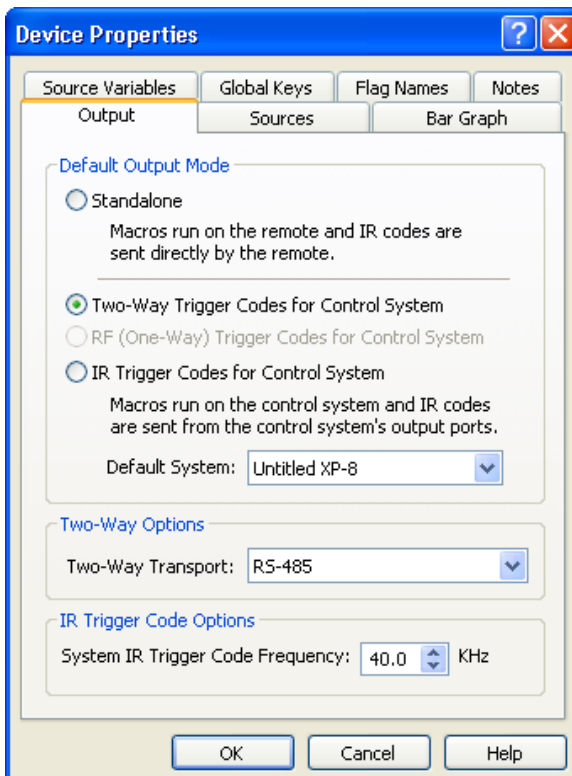 Device Properties
Source Variables Global Keys Flag Names Notes
Output Sources Bar Graph
Default Output Mode
Standalone
Macros run on the remote and IR codes are
sent directly by the remote.
Two-Way Trigger Codes for Control System
RF (One-Way) Trigger Codes for Control System
IR Trigger Codes for Control System
Macros run on the control system and IR codes
are sent from the control system's output ports.
Default System: Untitled XP-8
Two-Way Options
Two-Way Transport: RS-485
IR Trigger Code Options
System IR Trigger Code Frequency: 40.0 KHz
OK Cancel Help